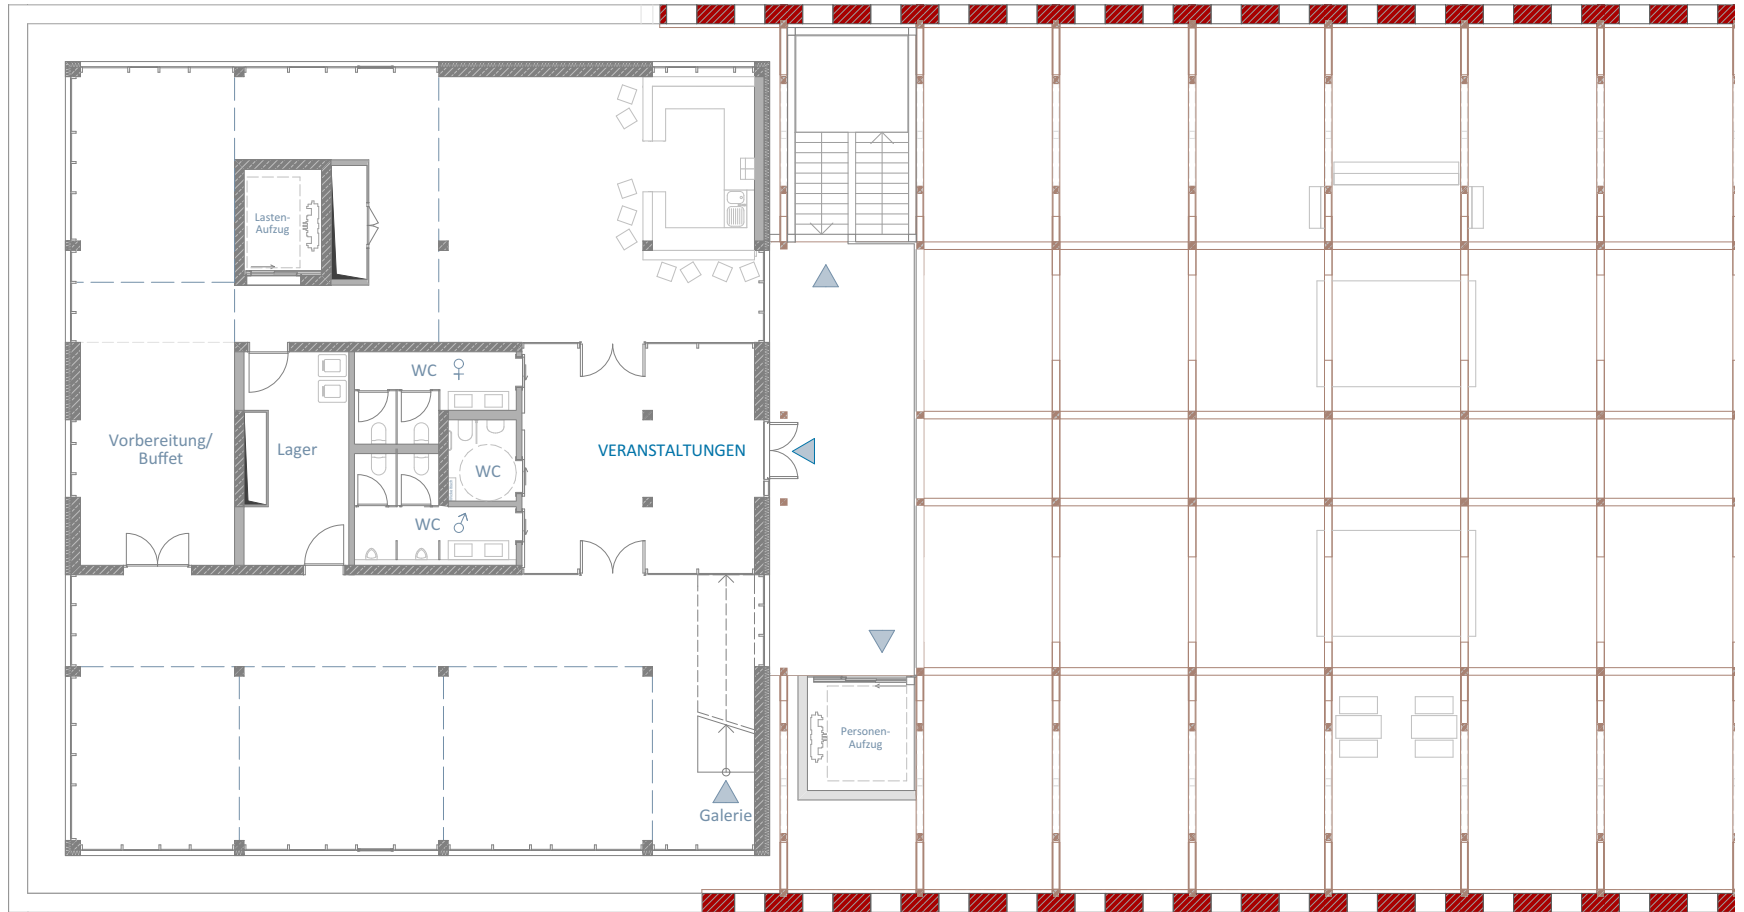 Lasten-
Aufzug
WC
Vorbereitung/
Buffet
Lager
VERANSTALTUNGEN
WC
WC
Personen-
Aufzug
Galerie